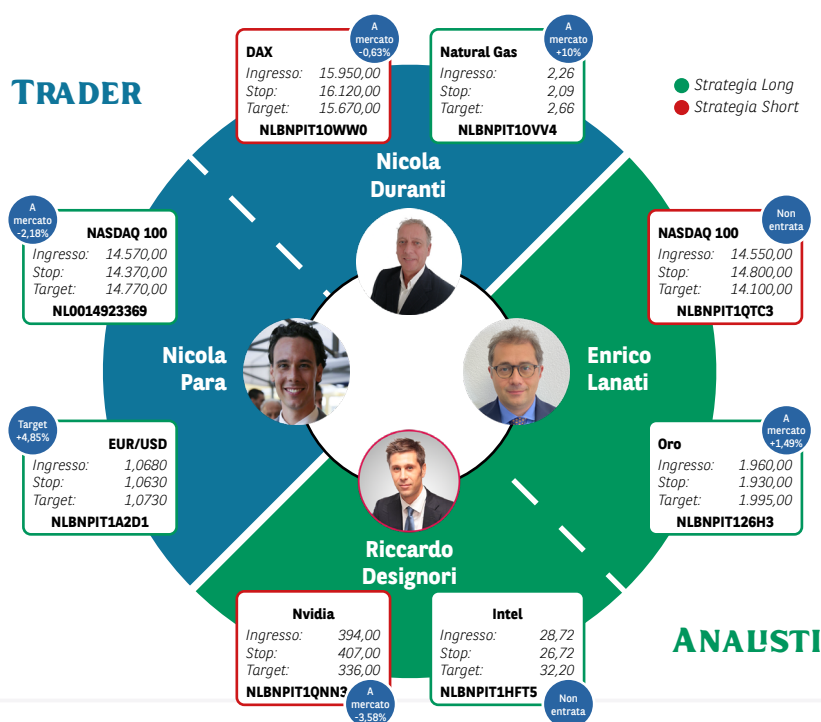 TRADER
A
mercato
-0,63%
DAX
Ingresso: 15.950,00
Stop: 16.120,00
Target: 15.670,00
NLBNPIT1OWW0
A
mercato
+10%
Natural Gas
Ingresso: 2,26
Stop: 2,09
Target: 2,66
NLBNPIT1OVV4
Strategia Long
Strategia Short
Nicola
Duranti
A
mercato
-2,18%
NASDAQ 100
Ingresso: 14.570,00
Stop: 14.370,00
Target: 14.770,00
NL0014923369
Non
entrata
NASDAQ 100
Ingresso: 14.550,00
Stop: 14.800,00
Target: 14.100,00
NLBNPIT1QTC3
Nicola
Para
Enrico
Lanati
Target
+4,85%
EUR/USD
Ingresso: 1,0680
Stop: 1,0630
Target: 1,0730
NLBNPIT1A2D1
A
mercato
+1,49%
Oro
Ingresso: 1.960,00
Stop: 1.930,00
Target: 1.995,00
NLBNPIT126H3
Riccardo
Designori
Nvidia
Ingresso: 394,00
Stop: 407,00
Target: 336,00
NLBNPIT1QNN3
A
mercato
-3,58%
Intel
Ingresso: 28,72
Stop: 26,72
Target: 32,20
NLBNPIT1HFT5
Non
entrata
ANALISTI